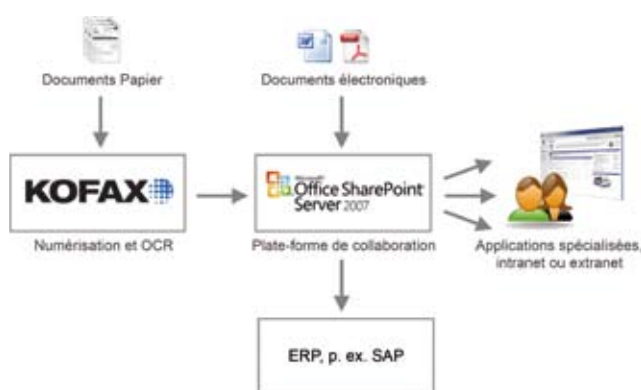 Documents Papier
Documents électroniques
KOFAX
Microsoft
Office SharePoint
Server 2007
Numérisation et OCR
Plate-forme de collaboration
Applications spécialisées,
intranet ou extranet
ERP, p. ex. SAP